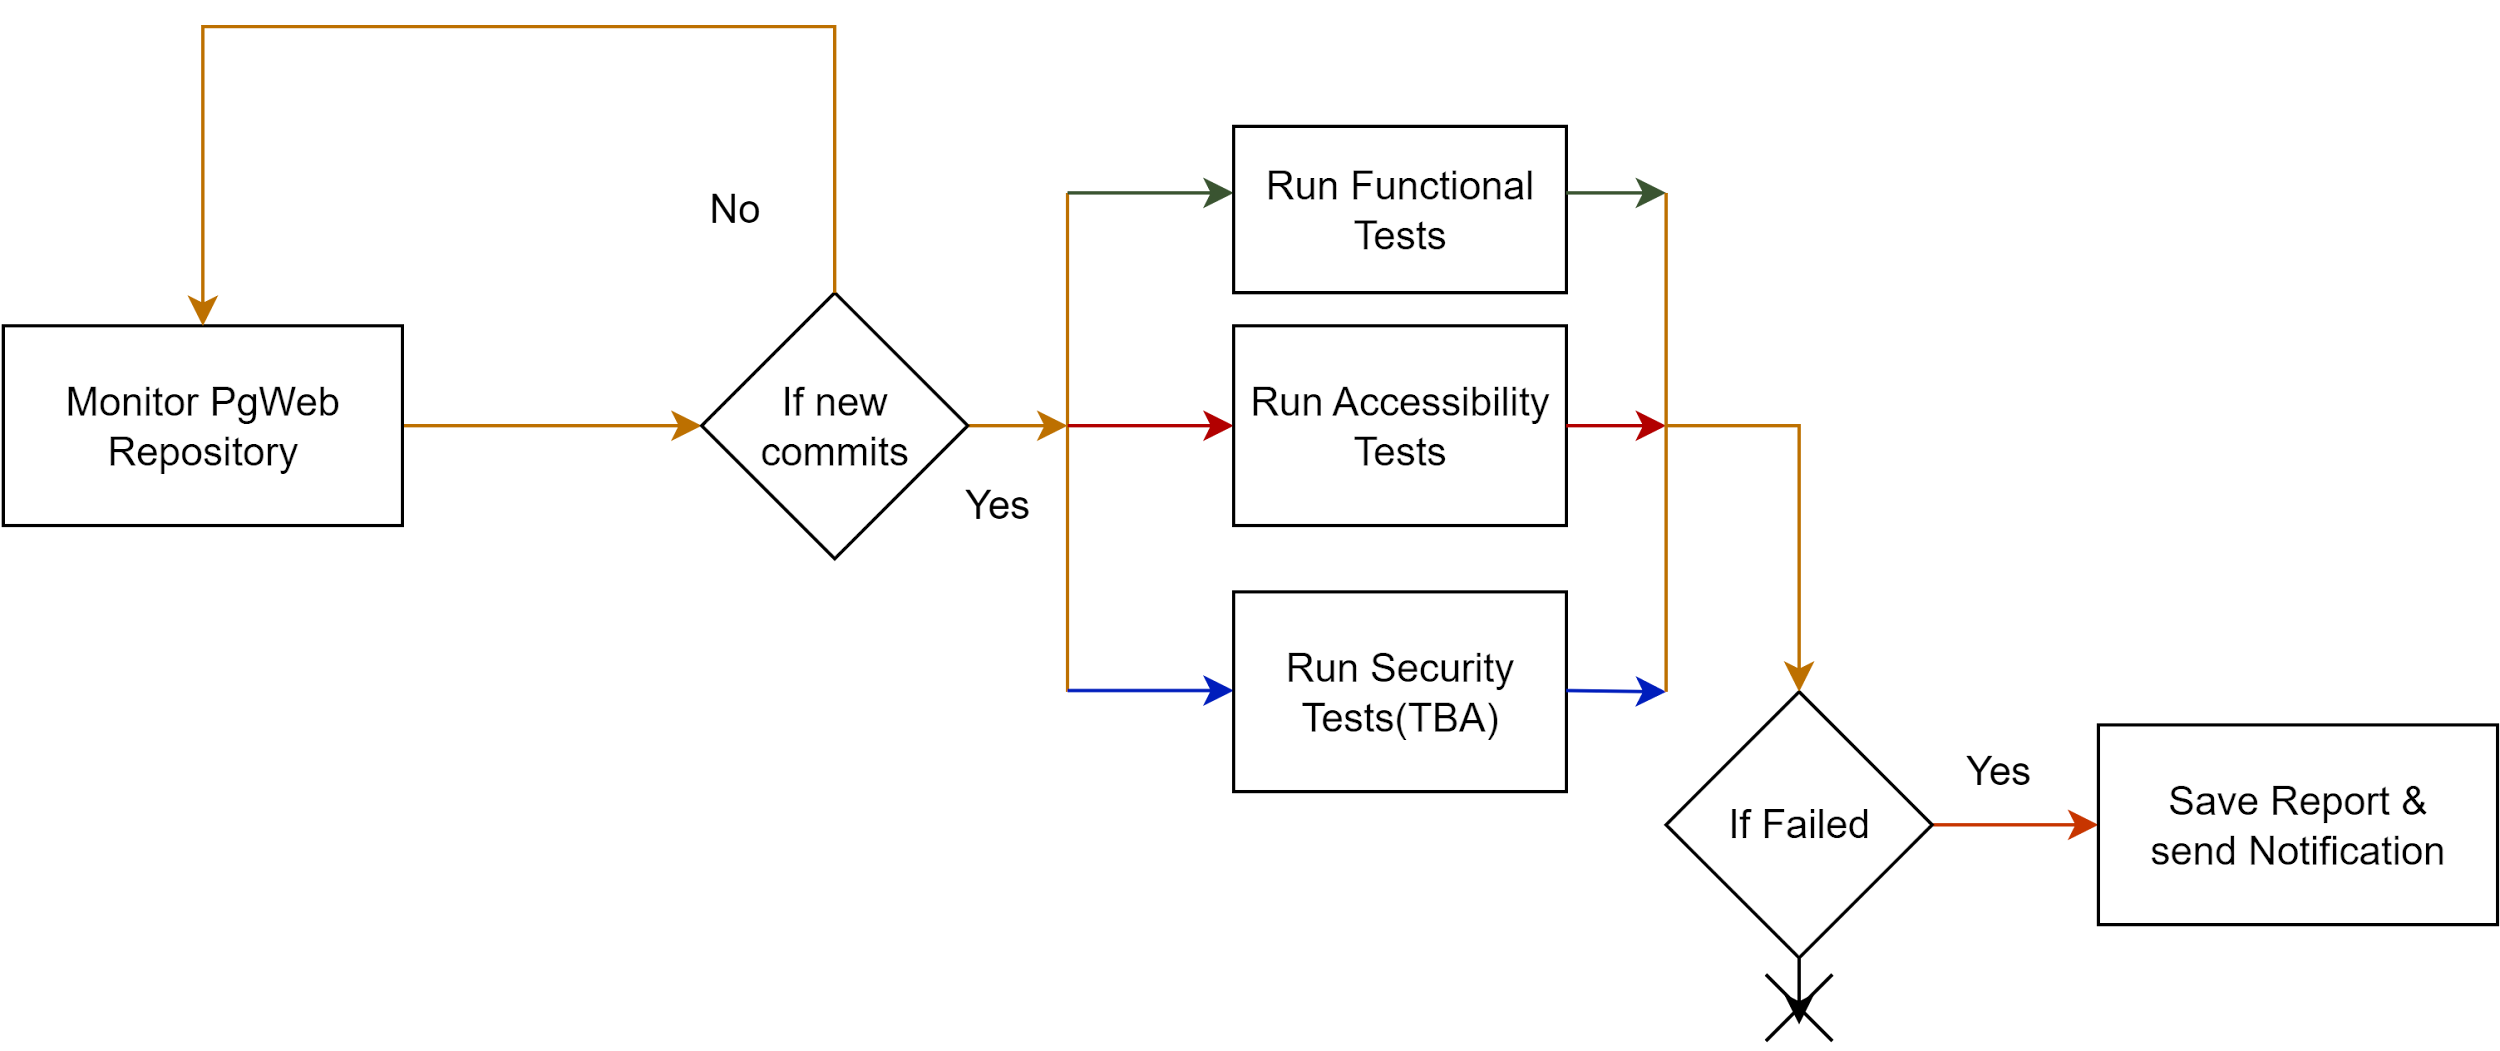 Monitor PgWeb
Repository
No
If new
commits
Yes
Run Functional
Tests
Run Accessibility
Tests
Run Security
Tests(TBA)
If Failed
Yes
Save Report &
send Notification